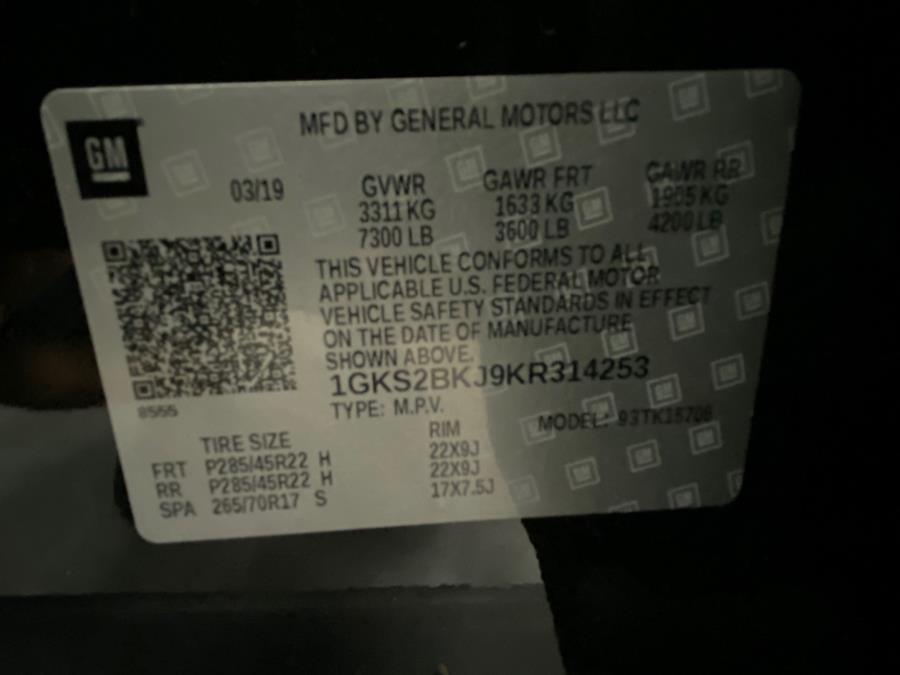 GM
MFD BY GENERAL MOTORS LLC
03/19
GVWR GAWR FRT GAWR RR
3311 KG 1633 KG 1905 KG
7300 LB 3600 LB 4200 LB
THIS VEHICLE CONFORMS TO ALL
APPLICABLE U.S. FEDERAL MOTOR
VEHICLE SAFETY STANDARDS IN EFFECT
ON THE DATE OF MANUFACTURE
SHOWN ABOVE.
1GKS2BKJ9KR314253
8555
TYPE: M.P.V. MODEL: 93TK15706
TIRE SIZE RIM
FRT P285/45R22 H 22X9J
RR P285/45R22 H 22X9J
SPA 265/70R17 S 17X7.5J